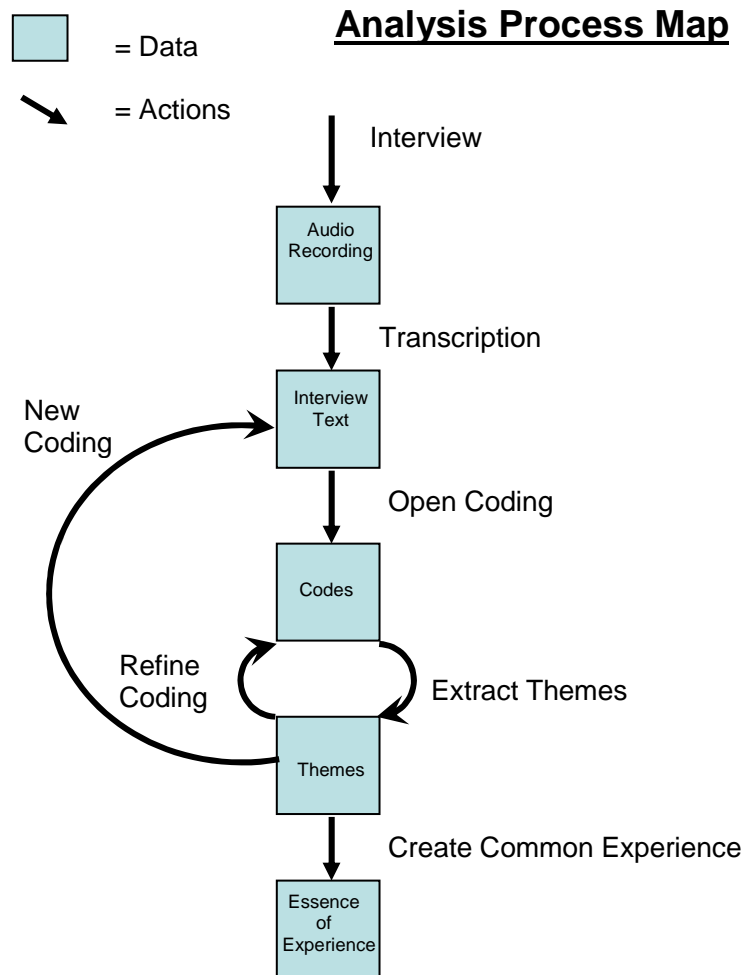 Analysis Process Map
= Data
= Actions
Interview
Audio
Recording
Transcription
Interview
Text
New
Coding
Open Coding
Codes
Refine
Coding
Extract Themes
Themes
Create Common Experience
Essence
of
Experience